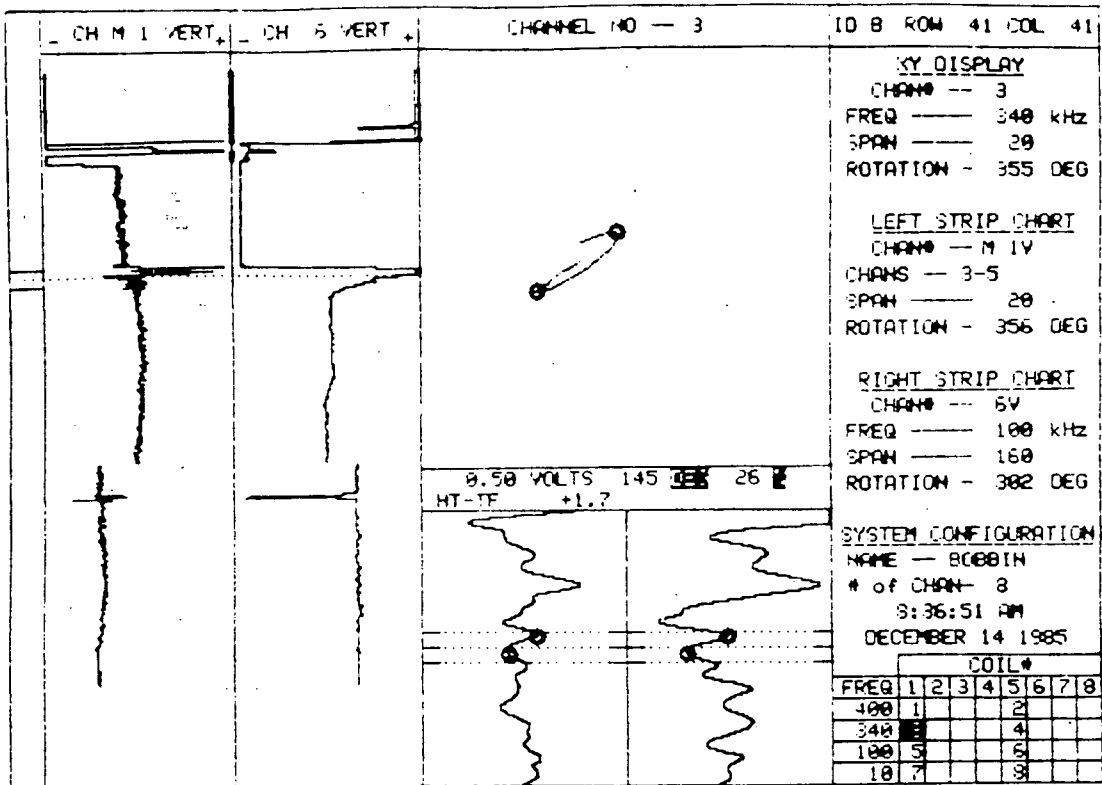 - CH M 1 VERT + - CH 6 VERT + CHANNEL NO -- 3 ID 8 ROW 41 COL 41
XY DISPLAY
CHAN# -- 3
FREQ --- 340 kHz
SPAN --- 20
ROTATION - 355 DEG
LEFT STRIP CHART
CHAN# -- M 1V
CHANS -- 3-5
SPAN --- 20
ROTATION - 356 DEG
RIGHT STRIP CHART
CHAN# -- 6V
FREQ --- 100 kHz
SPAN --- 160
ROTATION - 302 DEG
0.50 VOLTS 145 DEG 26 %
HT-TF +1.7
SYSTEM CONFIGURATION
NAME -- BOBBIN
# of CHAN- 8
8:36:51 AM
DECEMBER 14 1985
COIL#
FREQ 1 2 3 4 5 6 7 8
400 1 2
340 3 4
100 5 6
10 7 8